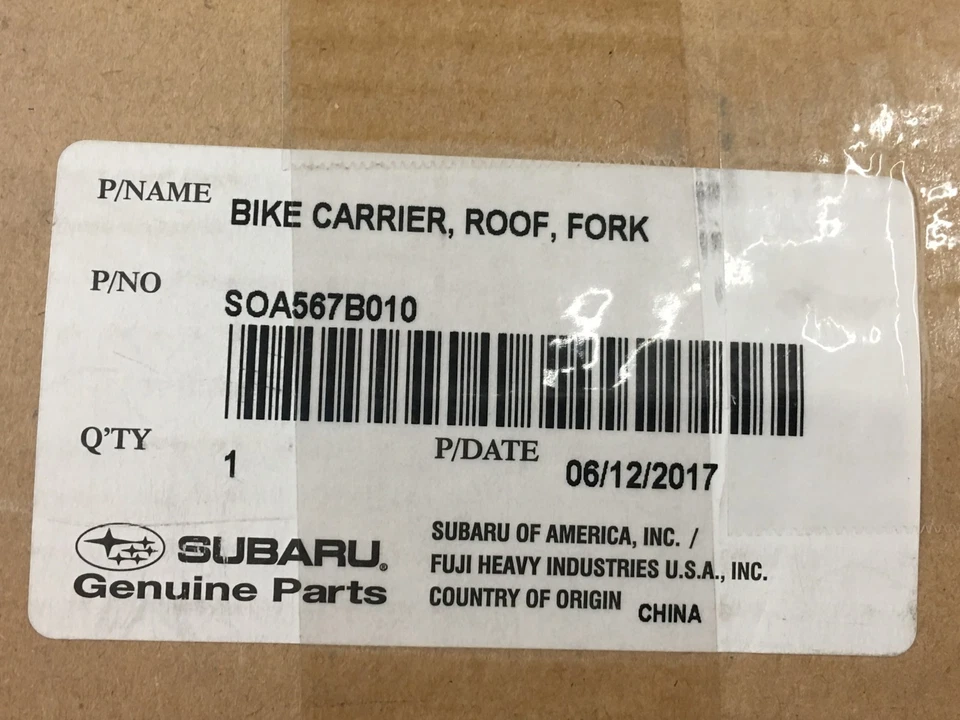 P/NAME BIKE CARRIER, ROOF, FORK
P/NO SOA567B010
Q'TY 1 P/DATE 06/12/2017
SUBARU®
Genuine Parts
SUBARU OF AMERICA, INC. /
FUJI HEAVY INDUSTRIES U.S.A., INC.
COUNTRY OF ORIGIN CHINA